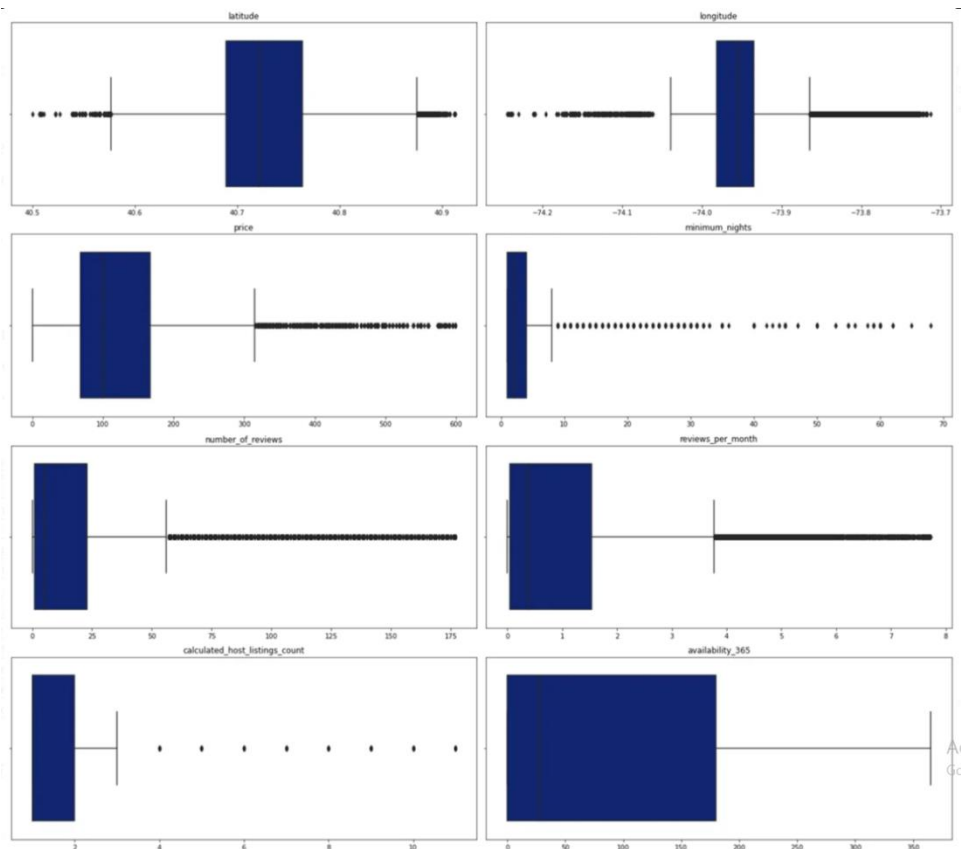 latitude
longitude
40.5 40.6 40.7 40.8 40.9
−74.2 −74.1 −74.0 −73.9 −73.8 −73.7
price
minimum_nights
0 100 200 300 400 500 600
0 10 20 30 40 50 60 70
number_of_reviews
reviews_per_month
0 25 50 75 100 125 150 175
0 1 2 3 4 5 6 7 8
calculated_host_listings_count
availability_365
2 4 6 8 10
0 50 100 150 200 250 300 350